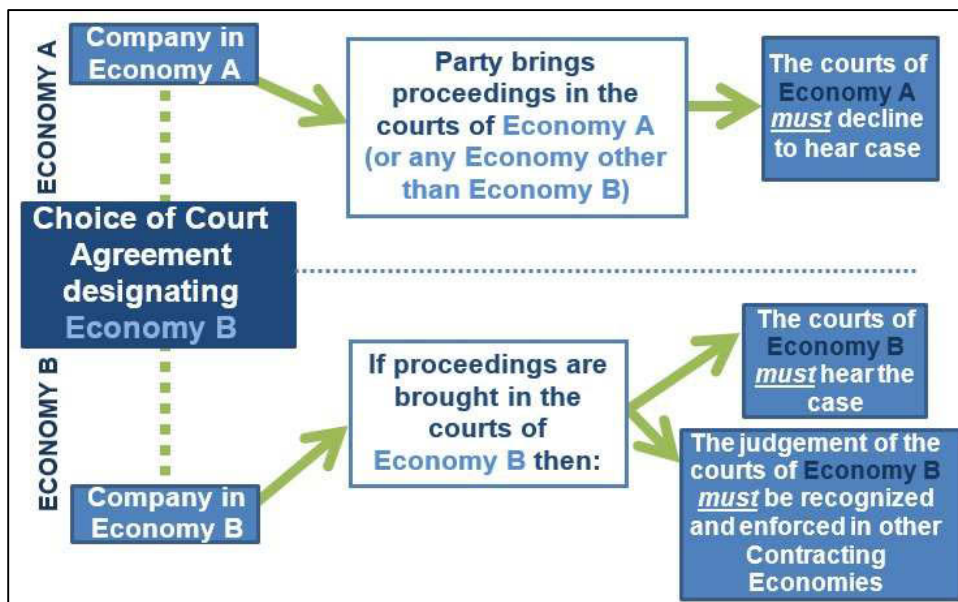 ECONOMY A
Company in
Economy A
Party brings
proceedings in the
courts of Economy A
(or any Economy other
than Economy B)
The courts of
Economy A
must decline
to hear case
Choice of Court
Agreement
designating
Economy B
ECONOMY B
Company in
Economy B
If proceedings are
brought in the
courts of
Economy B then:
The courts of
Economy B
must hear the
case
The judgement of the
courts of Economy B
must be recognized
and enforced in other
Contracting
Economies